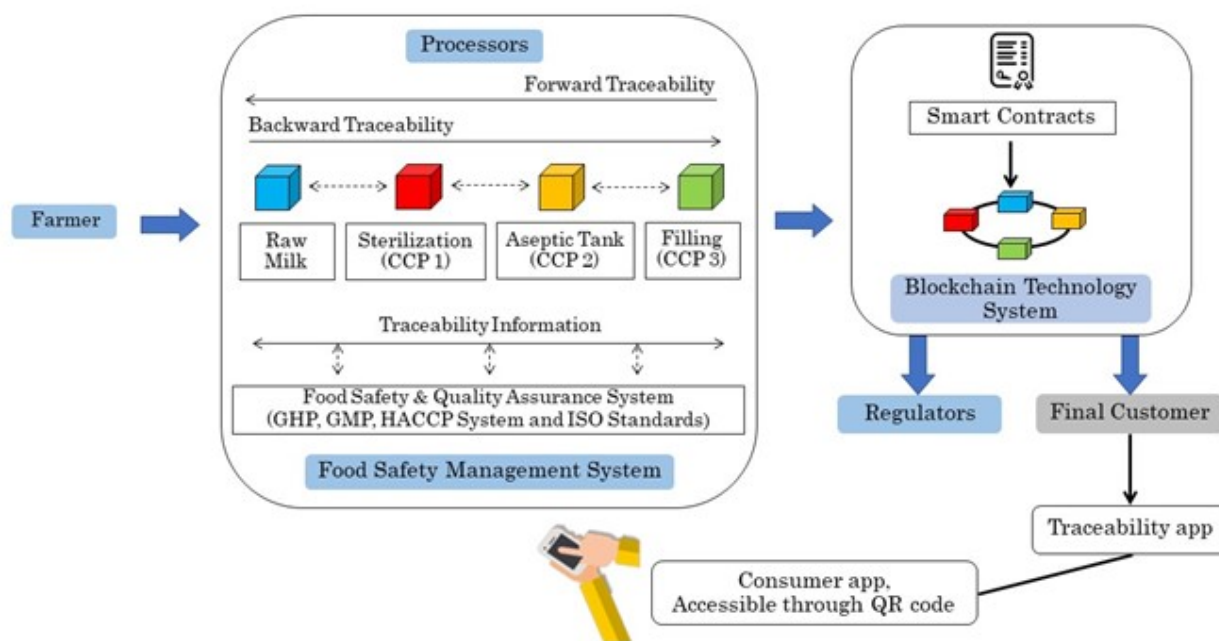 Processors
Forward Traceability
Backward Traceability
Farmer
Raw
Milk
Sterilization
(CCP 1)
Aseptic Tank
(CCP 2)
Filling
(CCP 3)
Traceability Information
Food Safety & Quality Assurance System
(GHP, GMP, HACCP System and ISO Standards)
Food Safety Management System
Smart Contracts
Blockchain Technology
System
Regulators
Final Customer
Traceability app
Consumer app,
Accessible through QR code